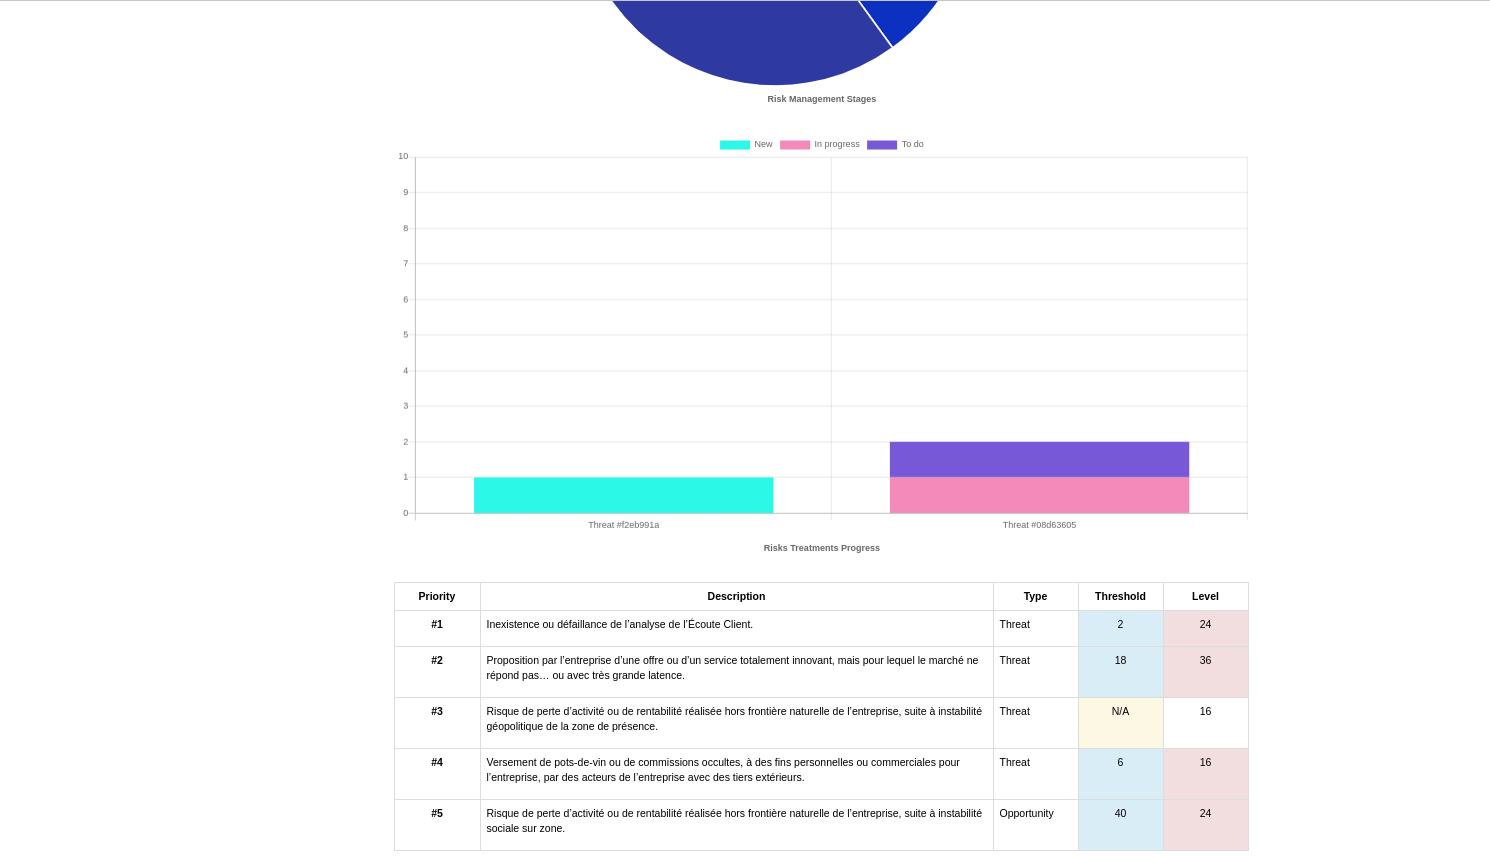 Risk Management Stages
New In progress To do
10
9
8
7
6
5
4
3
2
1
0
Threat #f2eb991a Threat #08d63605
Risks Treatments Progress
Priority Description Type Threshold Level
#1 Inexistence ou défaillance de l’analyse de l’Écoute Client. Threat 2 24
#2 Proposition par l’entreprise d’une offre ou d’un service totalement innovant, mais pour lequel le marché ne Threat 18 36
répond pas… ou avec très grande latence.
#3 Risque de perte d’activité ou de rentabilité réalisée hors frontière naturelle de l’entreprise, suite à instabilité Threat N/A 16
géopolitique de la zone de présence.
#4 Versement de pots-de-vin ou de commissions occultes, à des fins personnelles ou commerciales pour Threat 6 16
l’entreprise, par des acteurs de l’entreprise avec des tiers extérieurs.
#5 Risque de perte d’activité ou de rentabilité réalisée hors frontière naturelle de l’entreprise, suite à instabilité Opportunity 40 24
sociale sur zone.